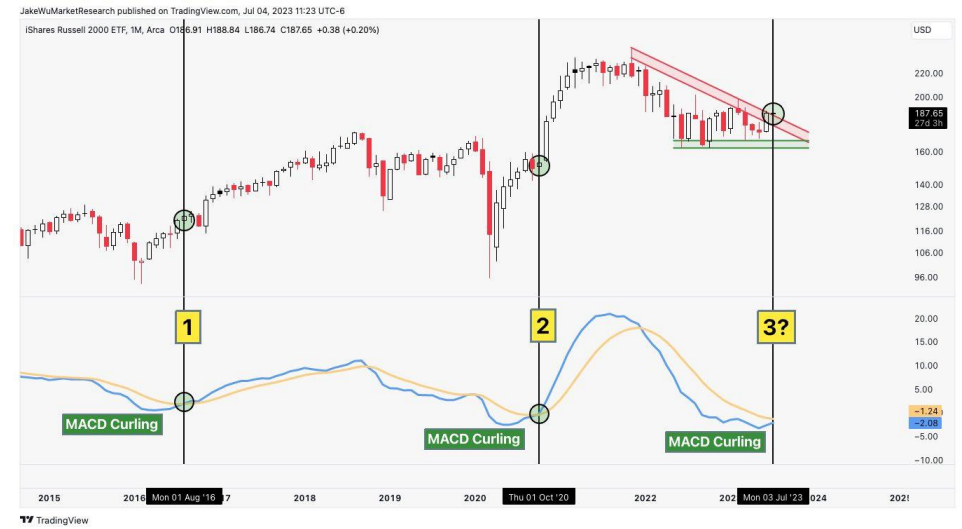 JakeWuMarketResearch published on TradingView.com, Jul 04, 2023 11:23 UTC-6
iShares Russell 2000 ETF, 1M, Arca O186.91 H188.84 L186.74 C187.65 +0.38 (+0.20%)
USD
220.00
200.00
187.65
27d 3h
160.00
140.00
128.00
116.00
106.00
96.00
1
2
3?
20.00
15.00
10.00
5.00
−1.24
−2.08
−5.00
−10.00
MACD Curling
MACD Curling
MACD Curling
2015 2016 Mon 01 Aug '16 17 2018 2019 2020 Thu 01 Oct '20 2022 202 Mon 03 Jul '23 024
TradingView